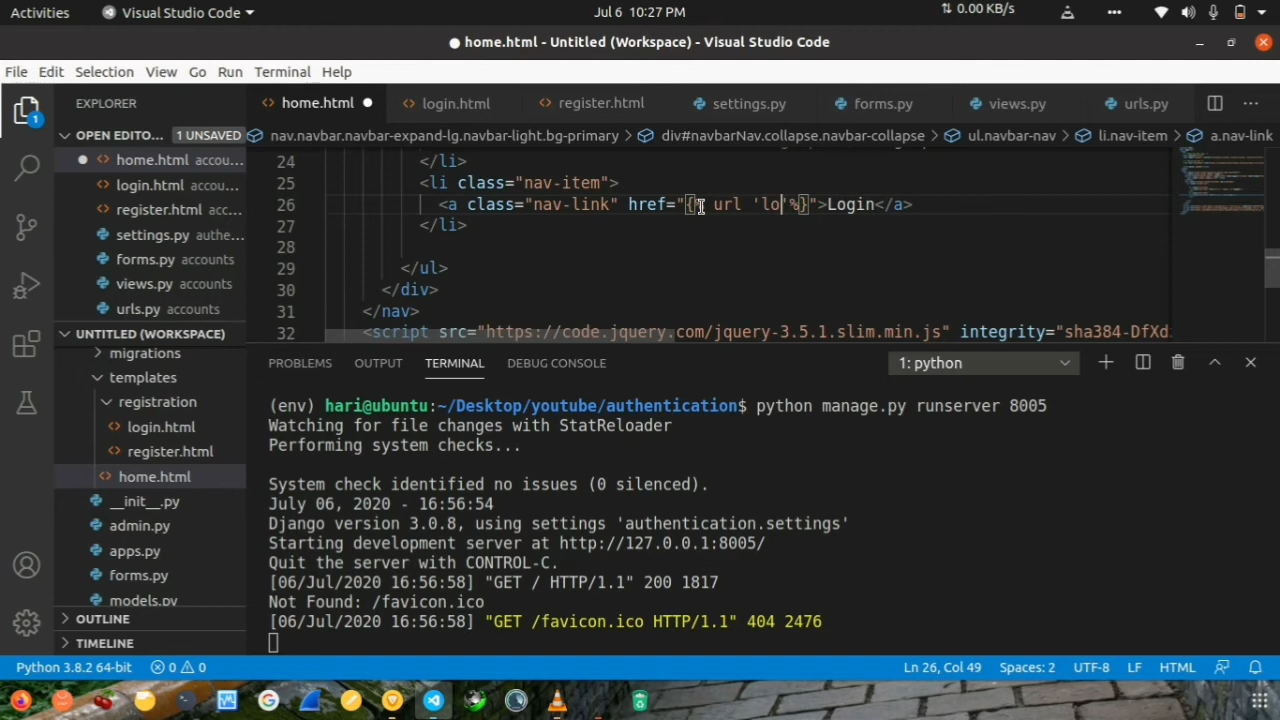 Activities
Visual Studio Code
Jul 6 10:27 PM
0.00 KB/s
home.html - Untitled (Workspace) - Visual Studio Code
File Edit Selection View Go Run Terminal Help
EXPLORER
home.html
login.html
register.html
settings.py
forms.py
views.py
urls.py
OPEN EDITO... 1 UNSAVED
nav.navbar.navbar-expand-lg.navbar-light.bg-primary > div#navbarNav.collapse.navbar-collapse > ul.navbar-nav > li.nav-item > a.nav-link
home.html accou...
login.html accou...
register.html accou...
settings.py authe...
forms.py accounts
views.py accounts
urls.py accounts
24 </li>
25 <li class="nav-item">
26 <a class="nav-link" href="{% url 'lo'%}">Login</a>
27 </li>
28
29 </ul>
30 </div>
31 </nav>
32 <script src="https://code.jquery.com/jquery-3.5.1.slim.min.js" integrity="sha384-DfXd
1
UNTITLED (WORKSPACE)
migrations
templates
registration
login.html
register.html
home.html
__init__.py
admin.py
apps.py
forms.py
models.py
OUTLINE
TIMELINE
PROBLEMS OUTPUT TERMINAL DEBUG CONSOLE
1: python
(env) hari@ubuntu:~/Desktop/youtube/authentication$ python manage.py runserver 8005
Watching for file changes with StatReloader
Performing system checks...
System check identified no issues (0 silenced).
July 06, 2020 - 16:56:54
Django version 3.0.8, using settings 'authentication.settings'
Starting development server at http://127.0.0.1:8005/
Quit the server with CONTROL-C.
[06/Jul/2020 16:56:58] "GET / HTTP/1.1" 200 1817
Not Found: /favicon.ico
[06/Jul/2020 16:56:58] "GET /favicon.ico HTTP/1.1" 404 2476
Python 3.8.2 64-bit
0 0
Ln 26, Col 49
Spaces: 2
UTF-8
LF
HTML